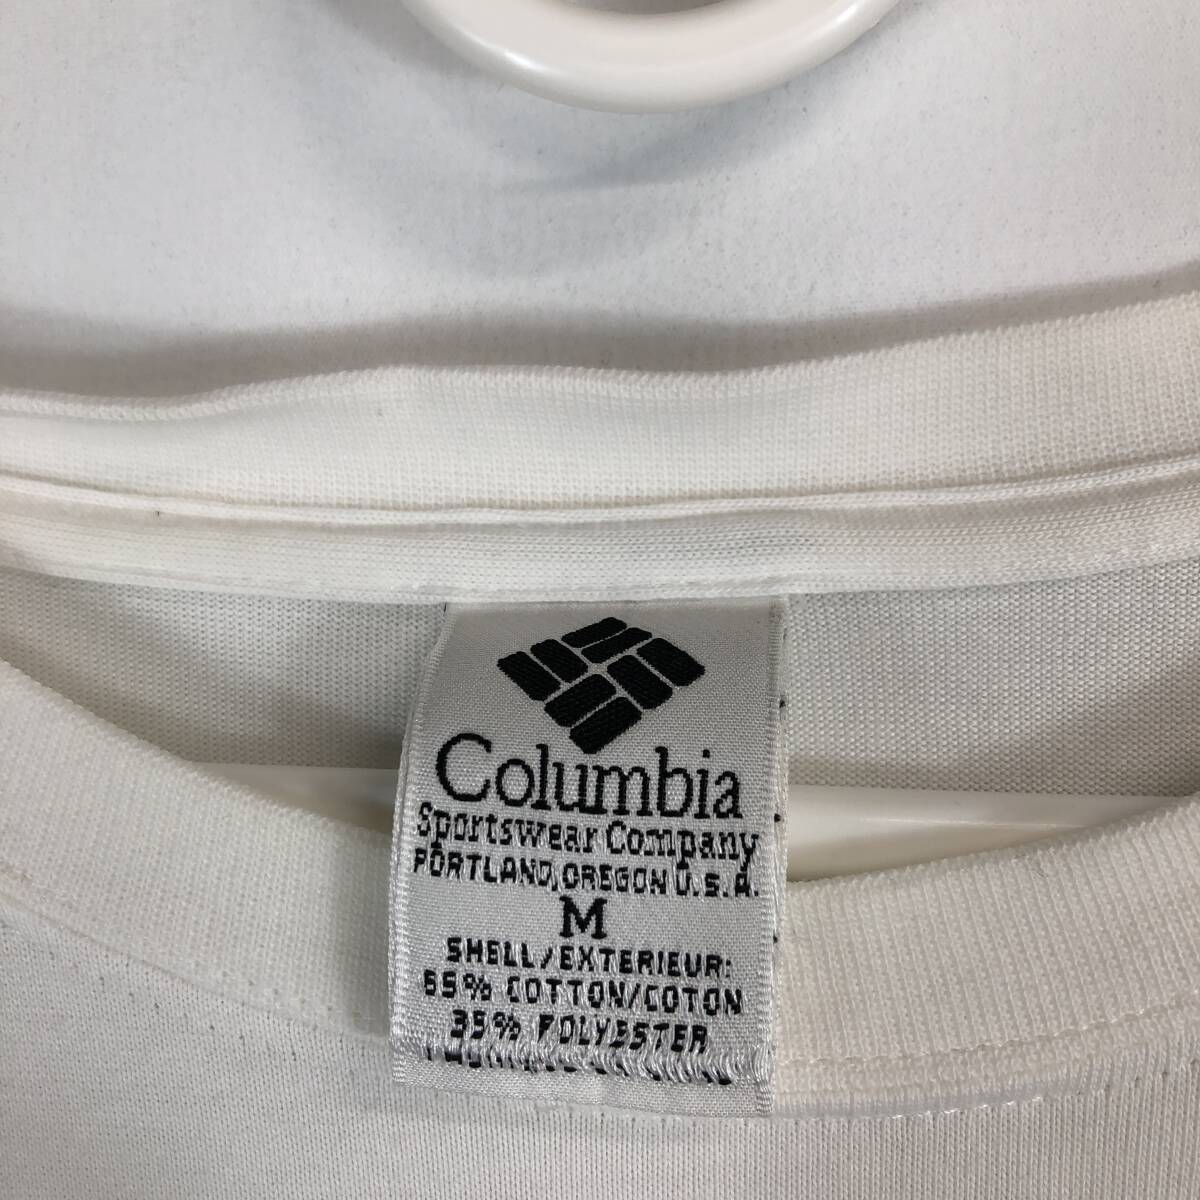 Columbia
Sportswear Company
PORTLAND, OREGON U.S.A.
M
SHELL/EXTERIEUR:
65% COTTON/COTON
35% POLYESTER